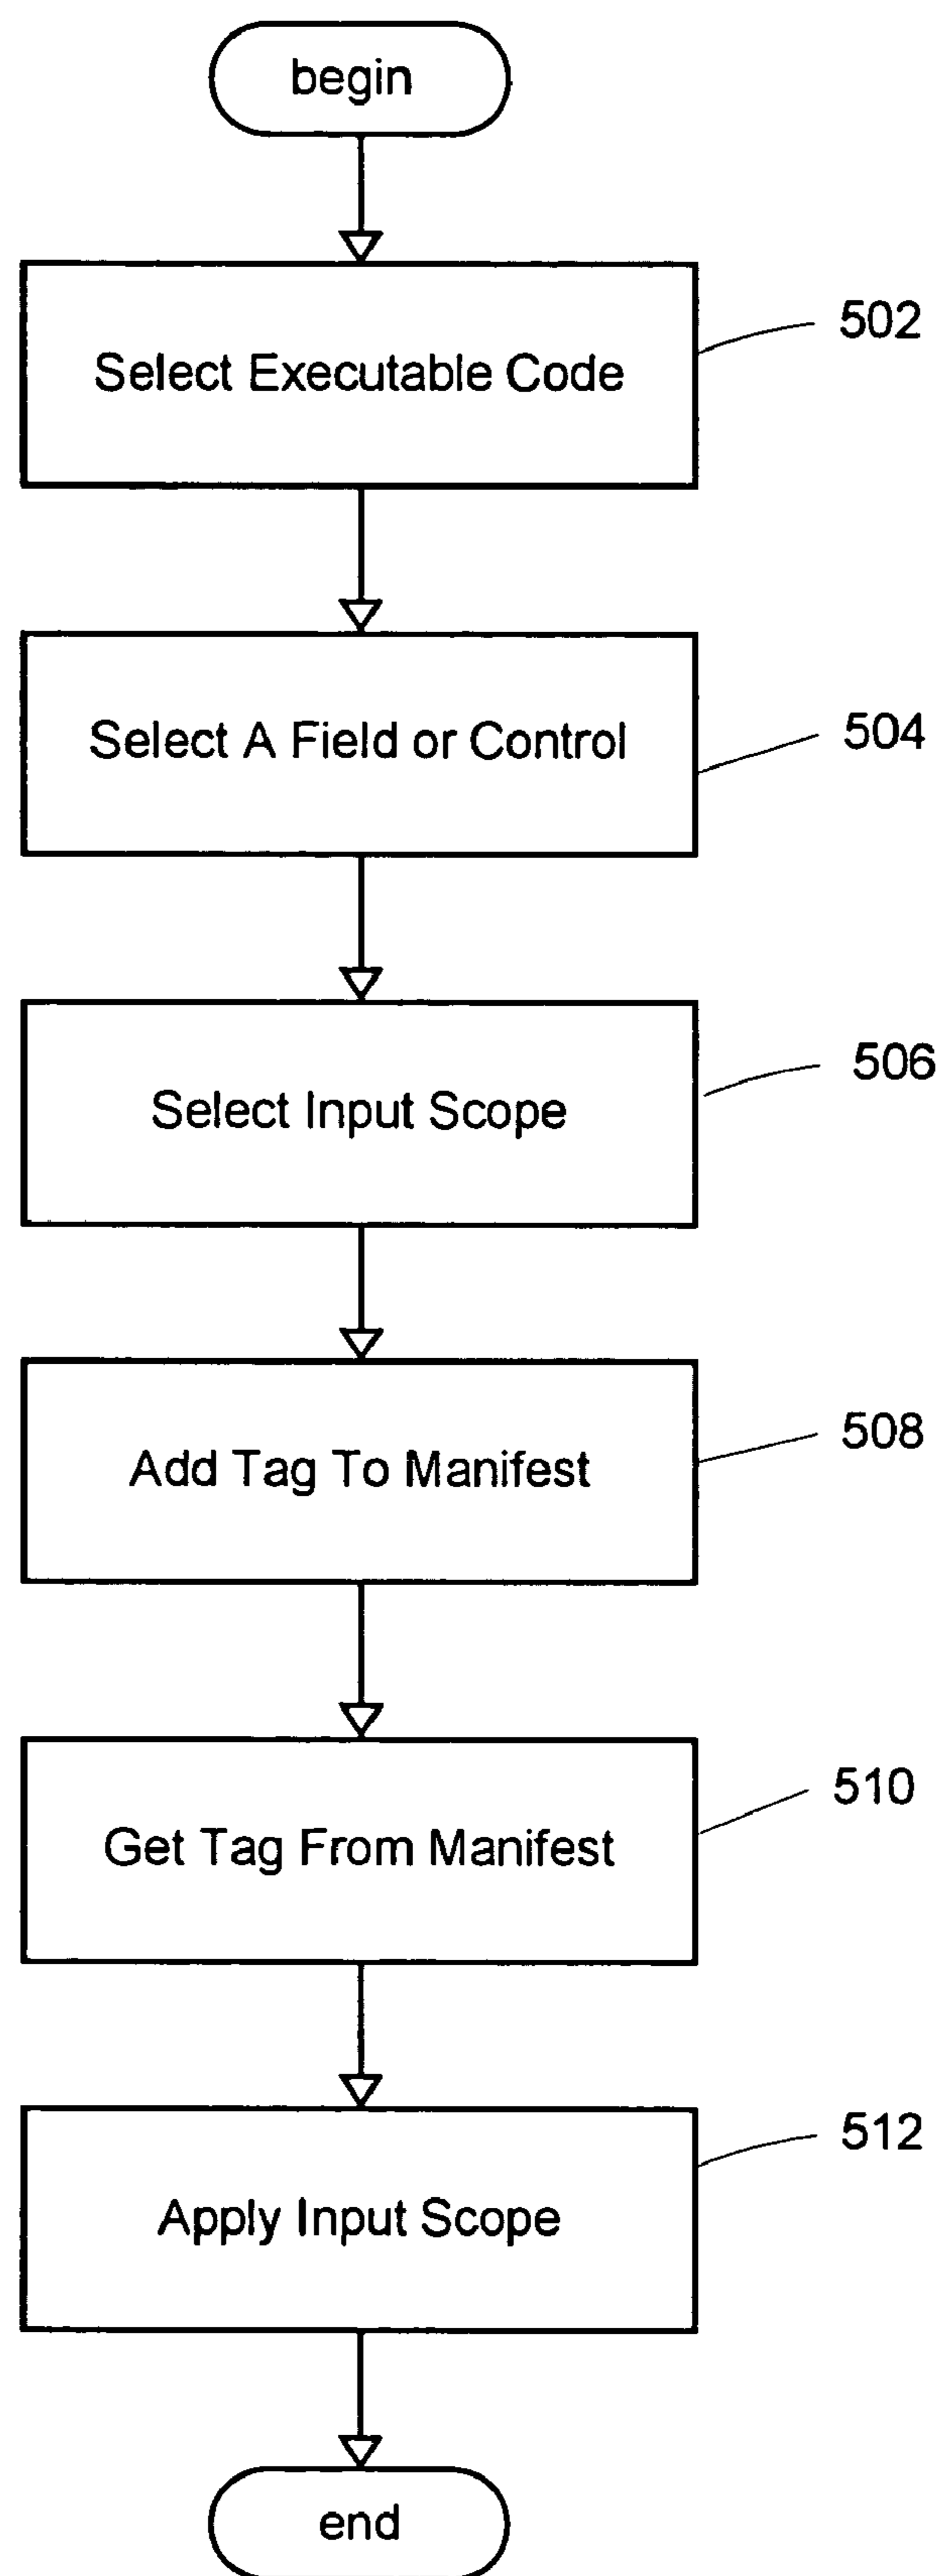 begin
Select Executable Code
502
Select A Field or Control
504
Select Input Scope
506
Add Tag To Manifest
508
Get Tag From Manifest
510
Apply Input Scope
512
end